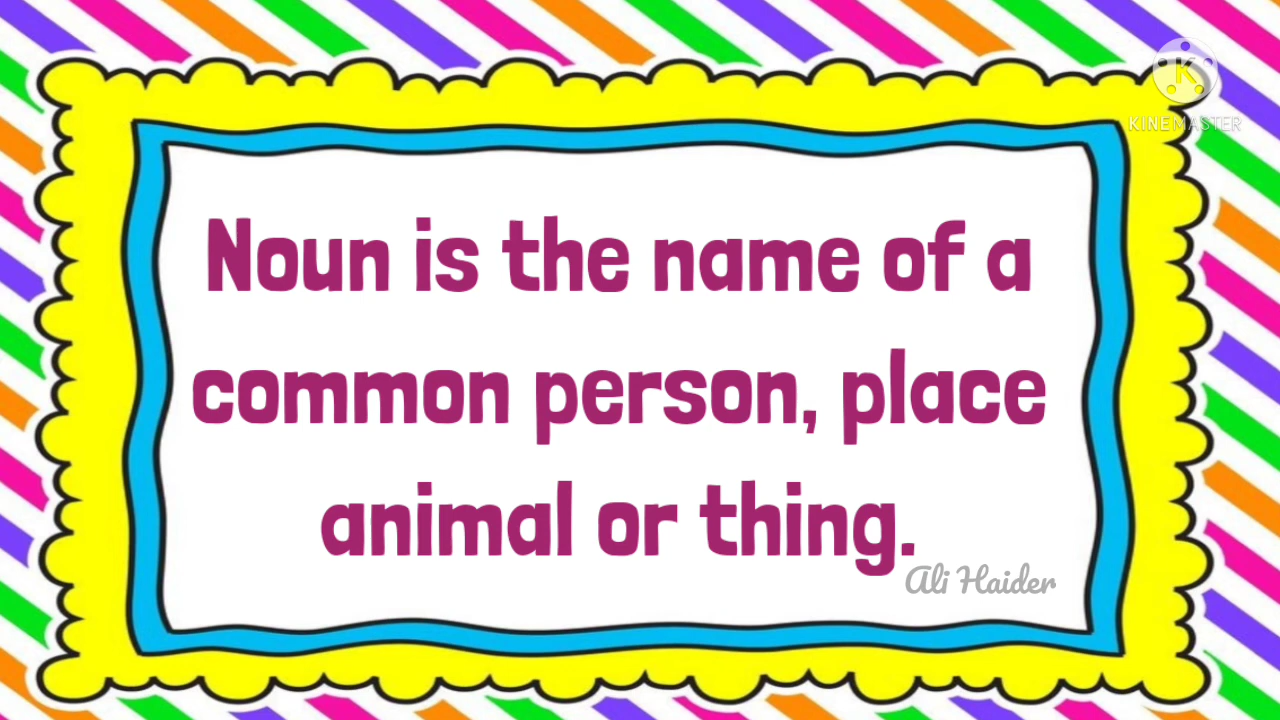 KINEMASTER
Noun is the name of a
common person, place
animal or thing.
Ali Haider